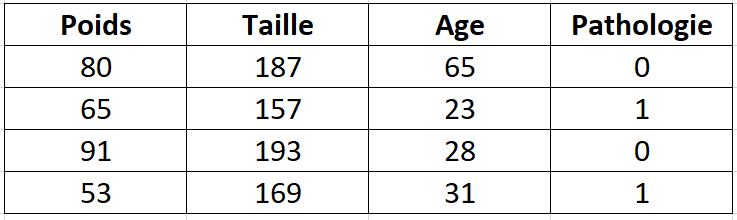 Poids Taille Age Pathologie
80 187 65 0
65 157 23 1
91 193 28 0
53 169 31 1